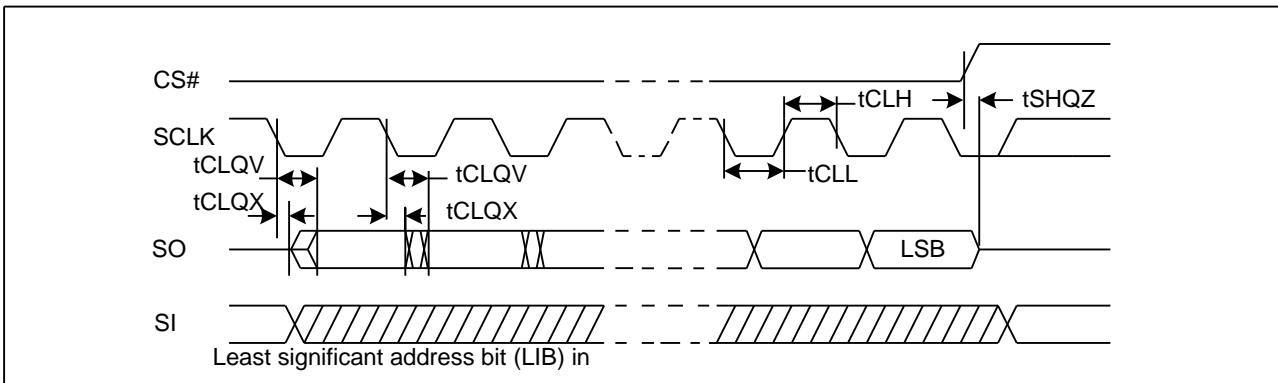 CS#
tCLH
tSHQZ
SCLK
tCLQV
tCLQV
tCLL
tCLQX
tCLQX
SO
LSB
SI
Least significant address bit (LIB) in